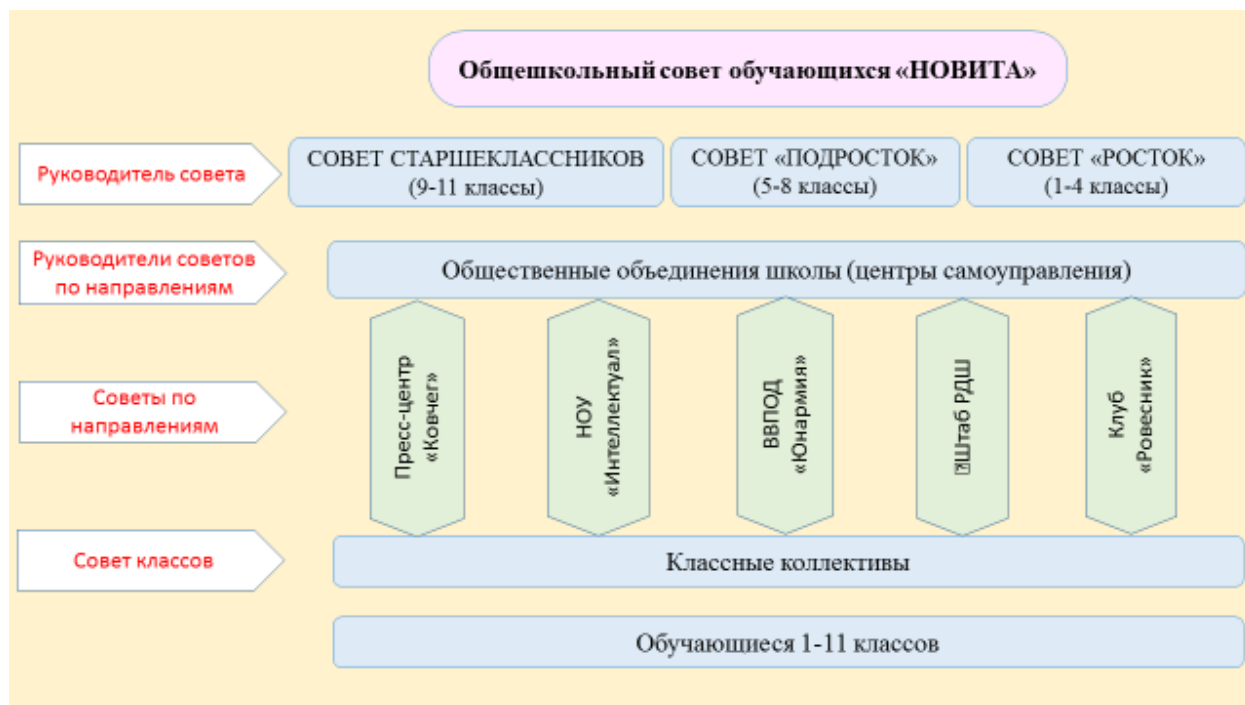 Общешкольный совет обучающихся «НОВИТА»
Руководитель совета
СОВЕТ СТАРШЕКЛАССНИКОВ
(9-11 классы)
СОВЕТ «ПОДРОСТОК»
(5-8 классы)
СОВЕТ «РОСТОК»
(1-4 классы)
Руководители советов
по направлениям
Общественные объединения школы (центры самоуправления)
Советы по
направлениям
Пресс-центр
«Ковчег»
НОУ
«Интеллектуал»
ВВПОД
«Юнармия»
Штаб РДШ
Клуб
«Ровесник»
Совет классов
Классные коллективы
Обучающиеся 1-11 классов